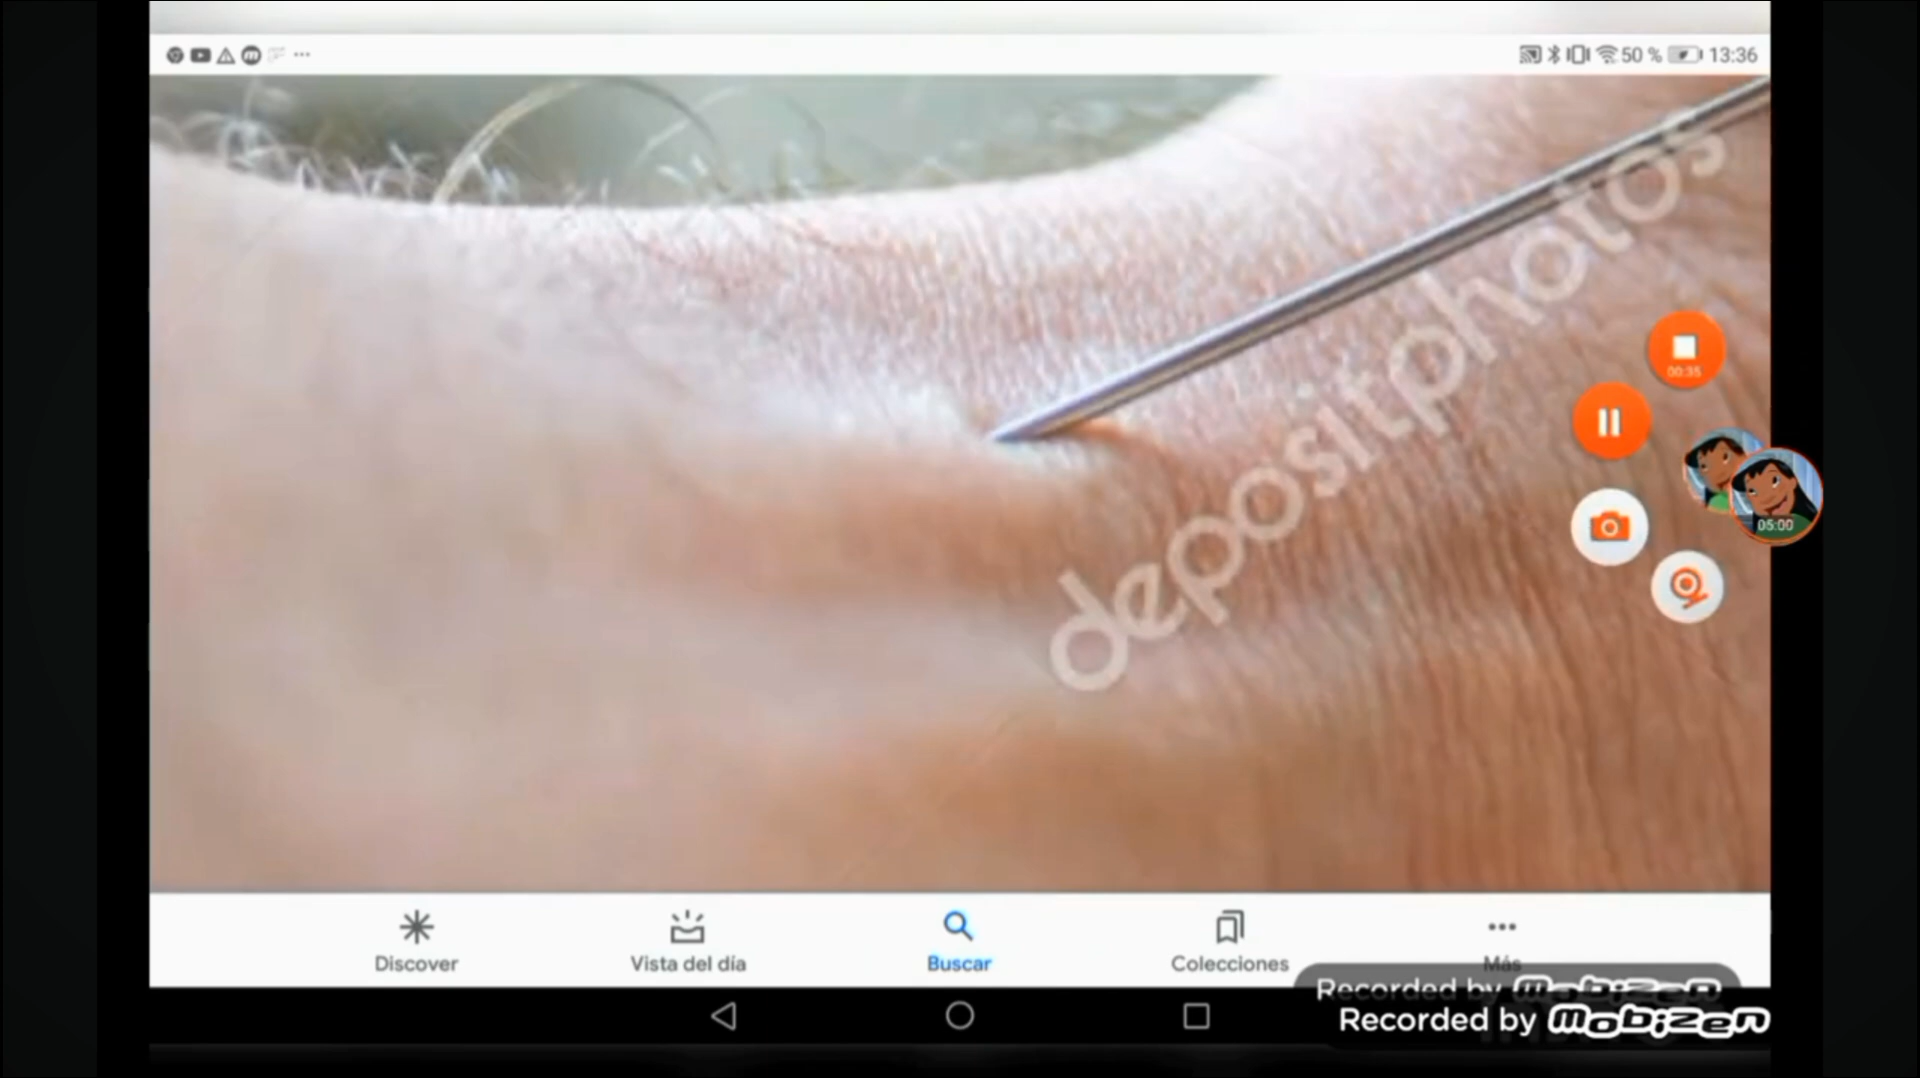 50 % 13:36
depositphotos
00:35
05:00
Discover
Vista del día
Buscar
Colecciones
Más
Recorded by mobizen
Recorded by mobizen